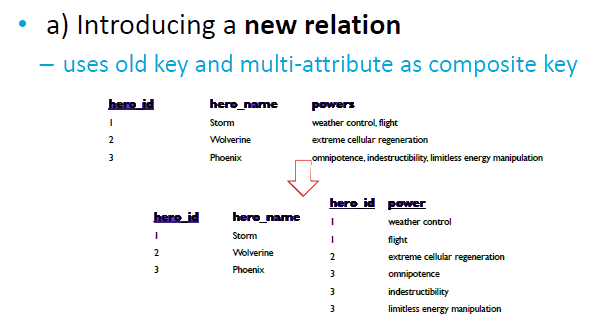 • a) Introducing a new relation
– uses old key and multi-attribute as composite key
hero_id hero_name powers
1 Storm weather control, flight
2 Wolverine extreme cellular regeneration
3 Phoenix omnipotence, indestructibility, limitless energy manipulation
hero_id hero_name
1 Storm
2 Wolverine
3 Phoenix
hero_id power
1 weather control
1 flight
2 extreme cellular regeneration
3 omnipotence
3 indestructibility
3 limitless energy manipulation